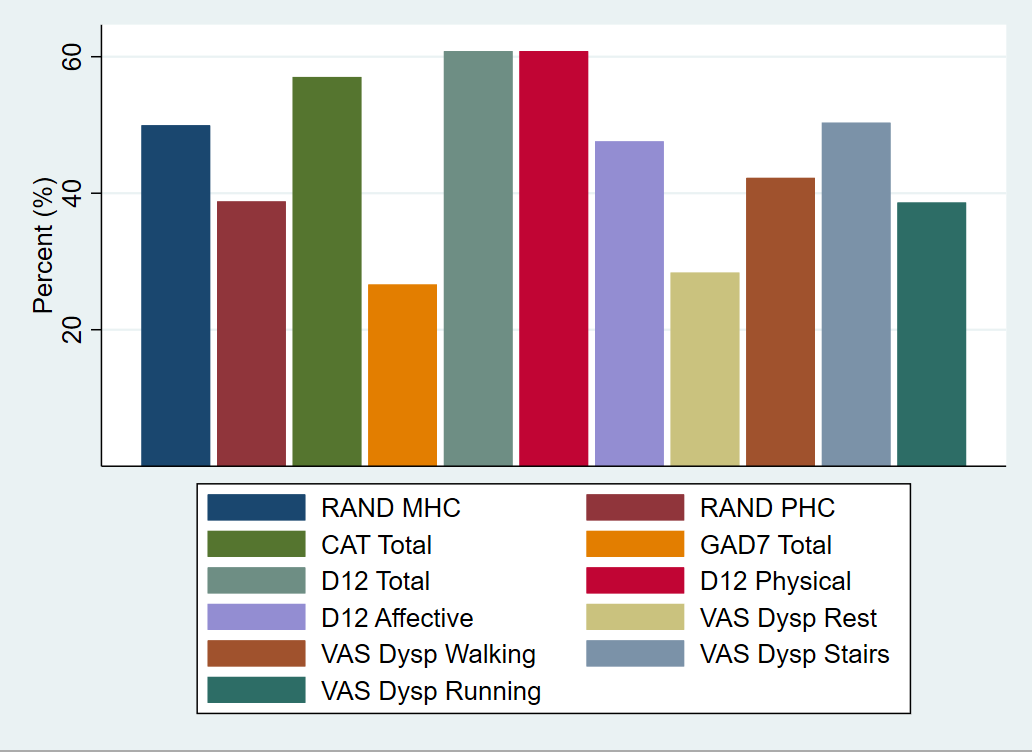 60
40
20
Percent (%)
RAND MHC
RAND PHC
CAT Total
GAD7 Total
D12 Total
D12 Physical
D12 Affective
VAS Dysp Rest
VAS Dysp Walking
VAS Dysp Stairs
VAS Dysp Running